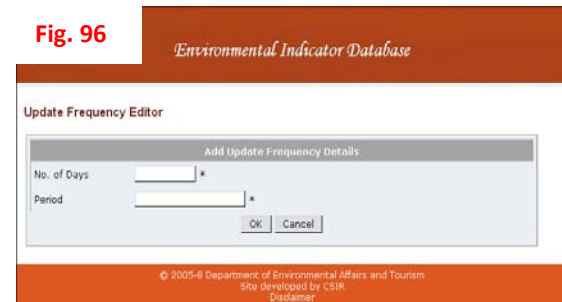 Fig. 96
Environmental Indicator Database
Update Frequency Editor
Add Update Frequency Details
No. of Days *
Period *
OK Cancel
© 2005-8 Department of Environmental Affairs and Tourism
Site developed by CSIR.
Disclaimer